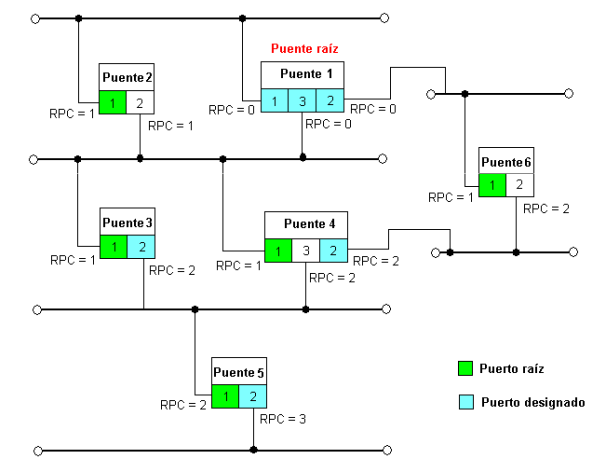 Puente raíz
Puente 2
1 2
RPC = 1
RPC = 1
Puente 1
1 3 2
RPC = 0
RPC = 0
RPC = 0
Puente 6
1 2
RPC = 1
RPC = 2
Puente 3
1 2
RPC = 1
RPC = 2
Puente 4
1 3 2
RPC = 1
RPC = 2
RPC = 2
Puente 5
1 2
RPC = 2
RPC = 3
Puerto raíz
Puerto designado